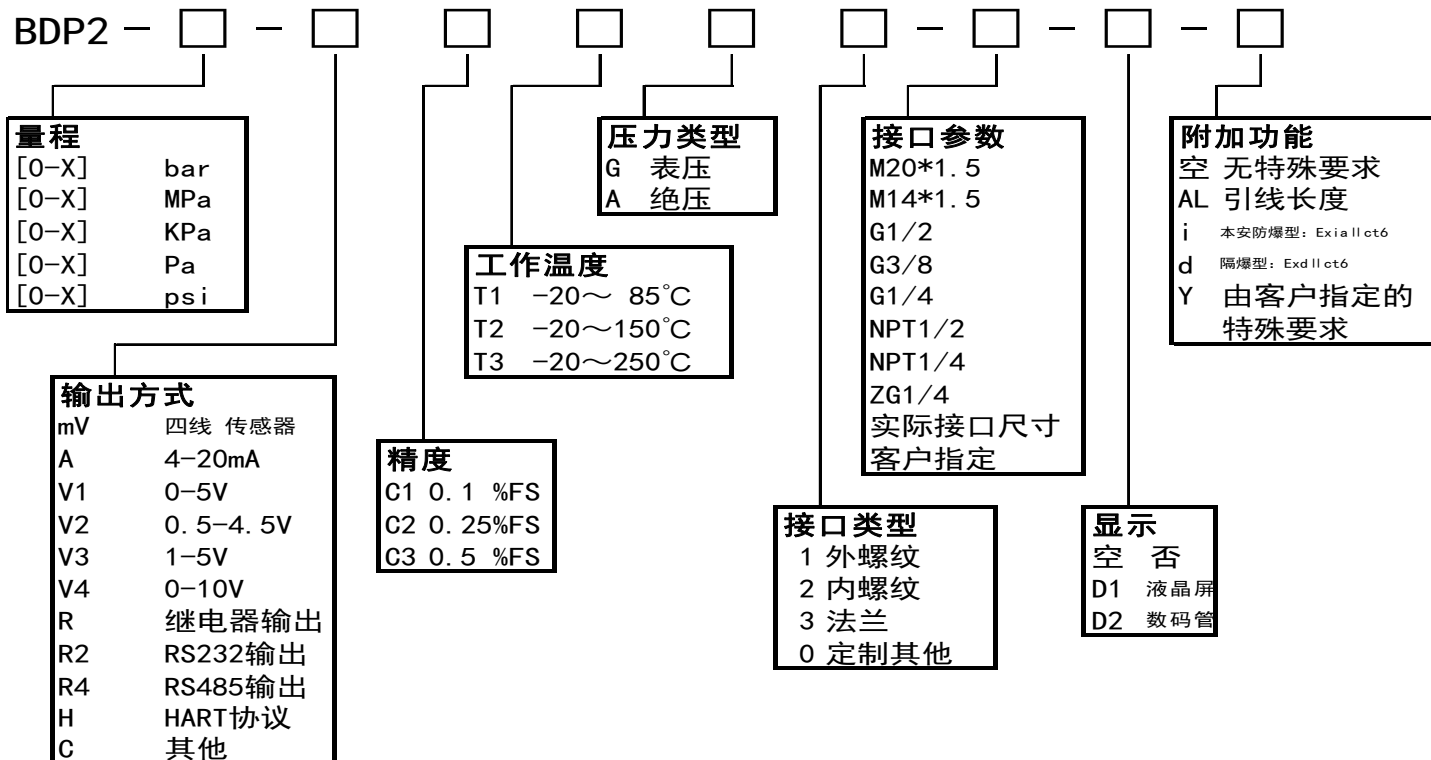 BDP2 - □ - □ □ □ □ □ - □ - □ - □
量程
[0-X] bar
[0-X] MPa
[0-X] KPa
[0-X] Pa
[0-X] psi
输出方式
mV 四线 传感器
A 4-20mA
V1 0-5V
V2 0.5-4.5V
V3 1-5V
V4 0-10V
R 继电器输出
R2 RS232输出
R4 RS485输出
H HART协议
C 其他
精度
C1 0.1 %FS
C2 0.25%FS
C3 0.5 %FS
工作温度
T1 -20～ 85℃
T2 -20～150℃
T3 -20～250℃
压力类型
G 表压
A 绝压
接口类型
1 外螺纹
2 内螺纹
3 法兰
0 定制其他
接口参数
M20*1.5
M14*1.5
G1/2
G3/8
G1/4
NPT1/2
NPT1/4
ZG1/4
实际接口尺寸
客户指定
显示
空 否
D1 液晶屏
D2 数码管
附加功能
空 无特殊要求
AL 引线长度
i 本安防爆型：ExiaⅡct6
d 隔爆型：ExdⅡct6
Y 由客户指定的
特殊要求